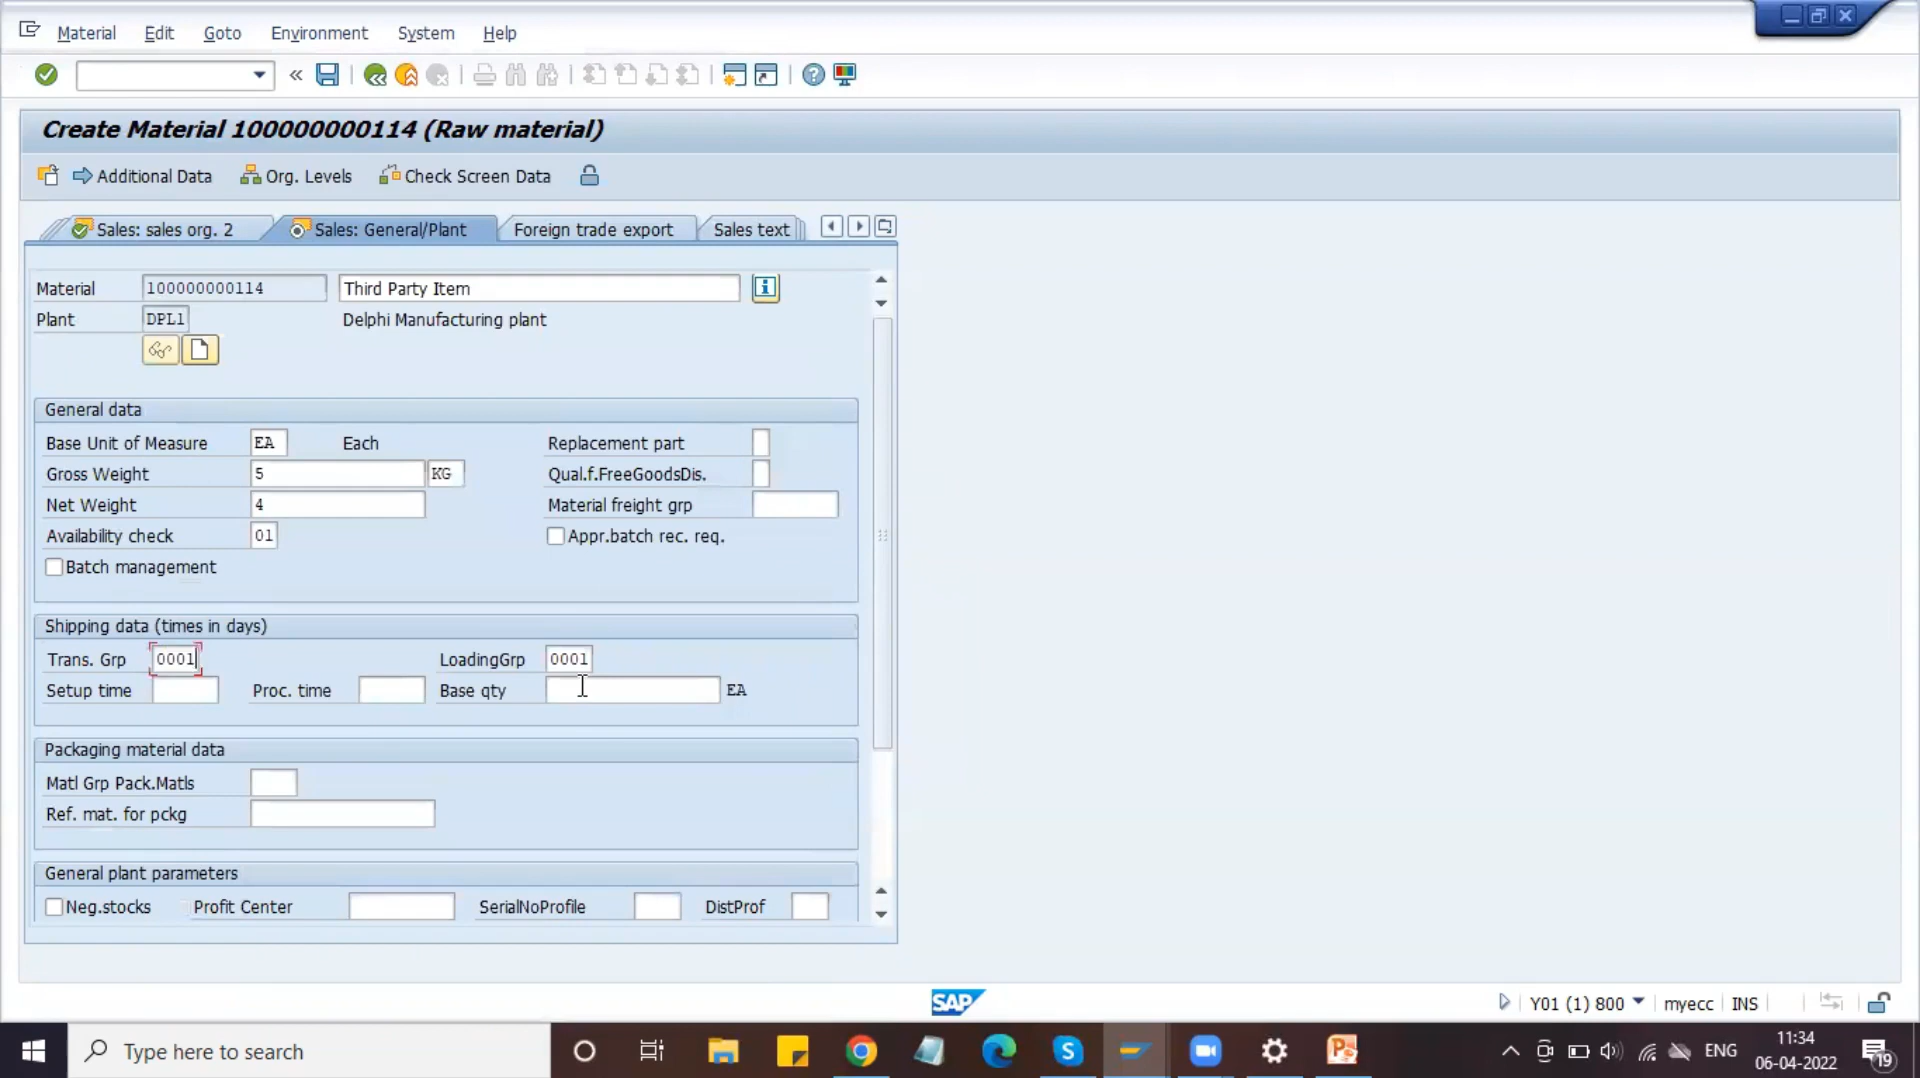 Material Edit Goto Environment System Help
Create Material 100000000114 (Raw material)
Additional Data Org. Levels Check Screen Data
Sales: sales org. 2 Sales: General/Plant Foreign trade export Sales text
Material 100000000114 Third Party Item
Plant DPL1 Delphi Manufacturing plant
General data
Base Unit of Measure EA Each Replacement part
Gross Weight 5 KG Qual.f.FreeGoodsDis.
Net Weight 4 Material freight grp
Availability check 01 Appr.batch rec. req.
Batch management
Shipping data (times in days)
Trans. Grp 0001 LoadingGrp 0001
Setup time Proc. time Base qty EA
Packaging material data
Matl Grp Pack.Matls
Ref. mat. for pckg
General plant parameters
Neg.stocks Profit Center SerialNoProfile DistProf
SAP Y01 (1) 800 myecc INS
Type here to search ENG 11:34
06-04-2022 19